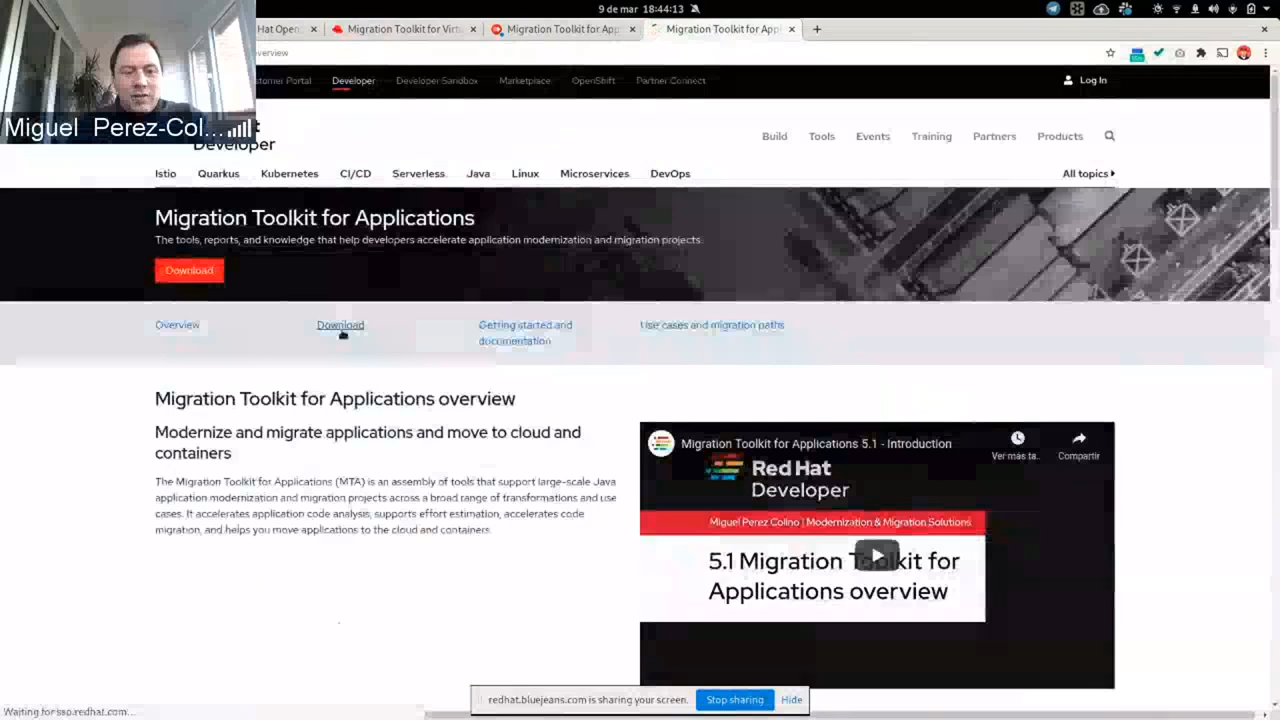 9 de mar 18:44:13
Hat Open
Migration Toolkit for Virtu
Migration Toolkit for App
Migration Toolkit for Appl
erview
stomer Portal
Developer
Developer Sandbox
Marketplace
OpenShift
Partner Connect
Log In
Miguel Perez-Col...
Developer
Build
Tools
Events
Training
Partners
Products
Istio
Quarkus
Kubernetes
CI/CD
Serverless
Java
Linux
Microservices
DevOps
All topics
Migration Toolkit for Applications
The tools, reports, and knowledge that help developers accelerate application modernization and migration projects.
Download
Overview
Download
Getting started and
documentation
Use cases and migration paths
Migration Toolkit for Applications overview
Modernize and migrate applications and move to cloud and
containers
The Migration Toolkit for Applications (MTA) is an assembly of tools that support large-scale Java
application modernization and migration projects across a broad range of transformations and use
cases. It accelerates application code analysis, supports effort estimation, accelerates code
migration, and helps you move applications to the cloud and containers.
Migration Toolkit for Applications 5.1 - Introduction
Ver más ta...
Compartir
Red Hat
Developer
Miguel Perez Colino | Modernization & Migration Solutions
5.1 Migration Toolkit for
Applications overview
redhat.bluejeans.com is sharing your screen.
Stop sharing
Hide
Waiting for sso.redhat.com...